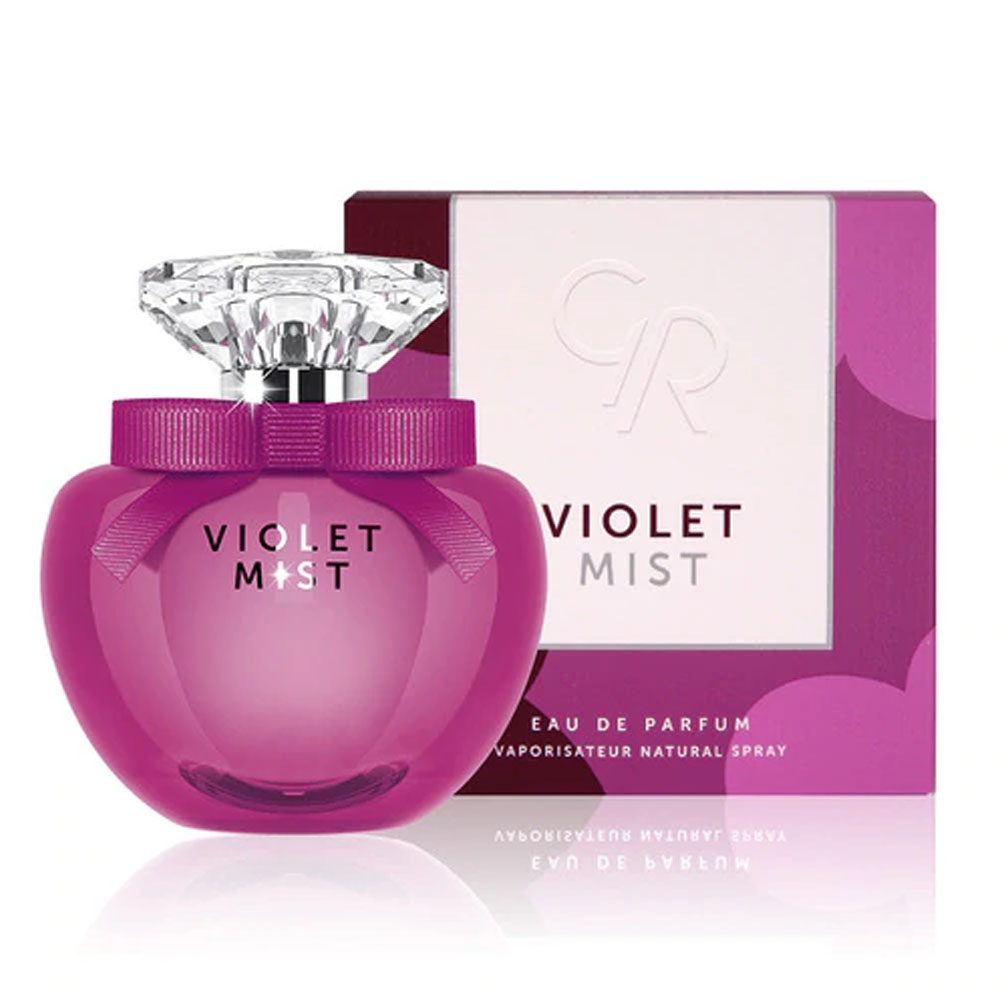 GR
VIOLET
MIST
VIOLET
MIST
EAU DE PARFUM
VAPORISATEUR NATURAL SPRAY